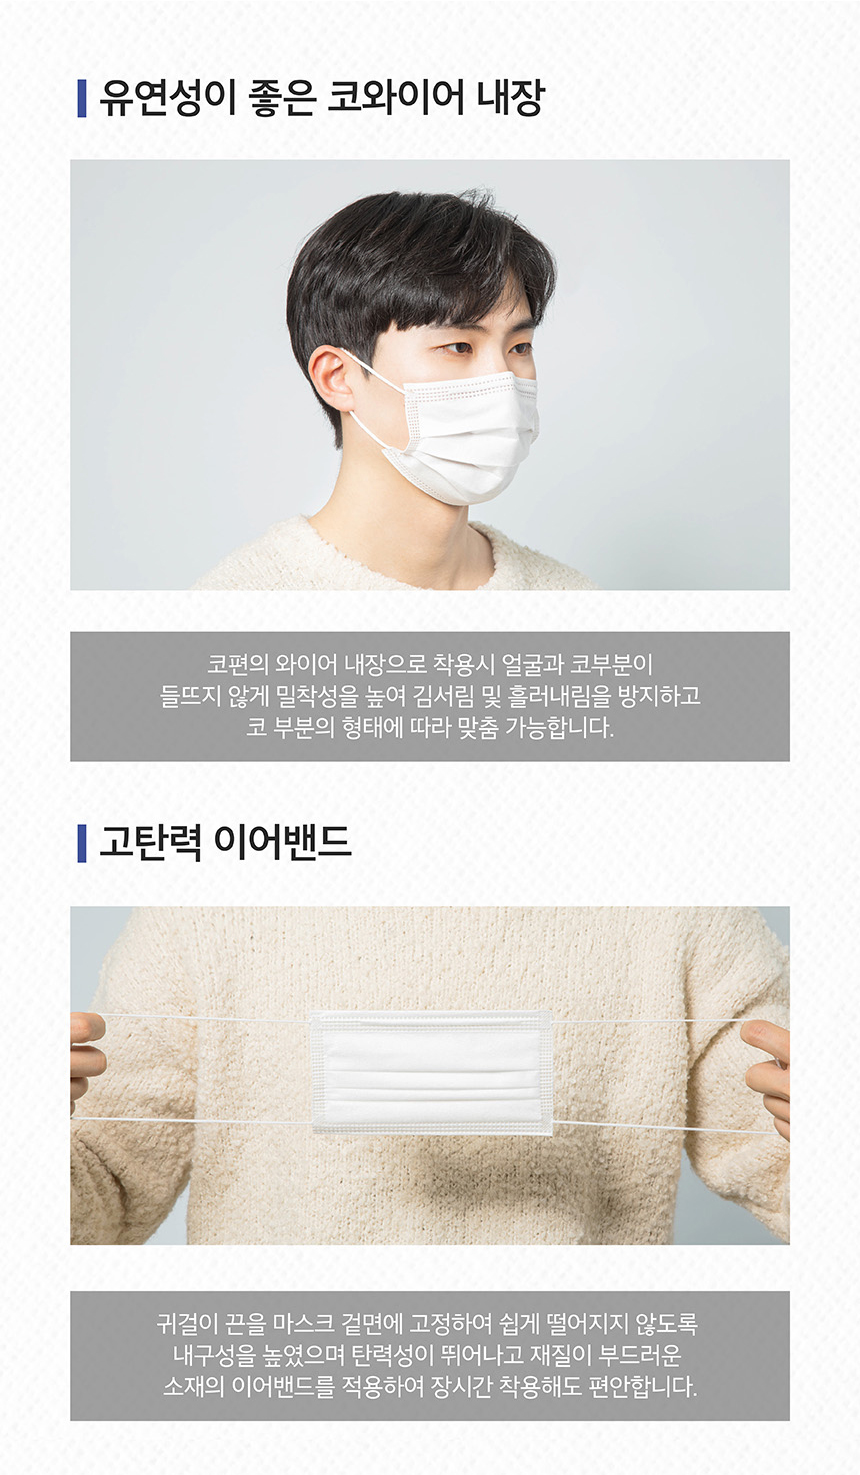 유연성이 좋은 코와이어 내장
코편의 와이어 내장으로 착용시 얼굴과 코부분이
들뜨지 않게 밀착성을 높여 김서림 및 흘러내림을 방지하고
코 부분의 형태에 따라 맞춤 가능합니다.
고탄력 이어밴드
귀걸이 끈을 마스크 겉면에 고정하여 쉽게 떨어지지 않도록
내구성을 높였으며 탄력성이 뛰어나고 재질이 부드러운
소재의 이어밴드를 적용하여 장시간 착용해도 편안합니다.